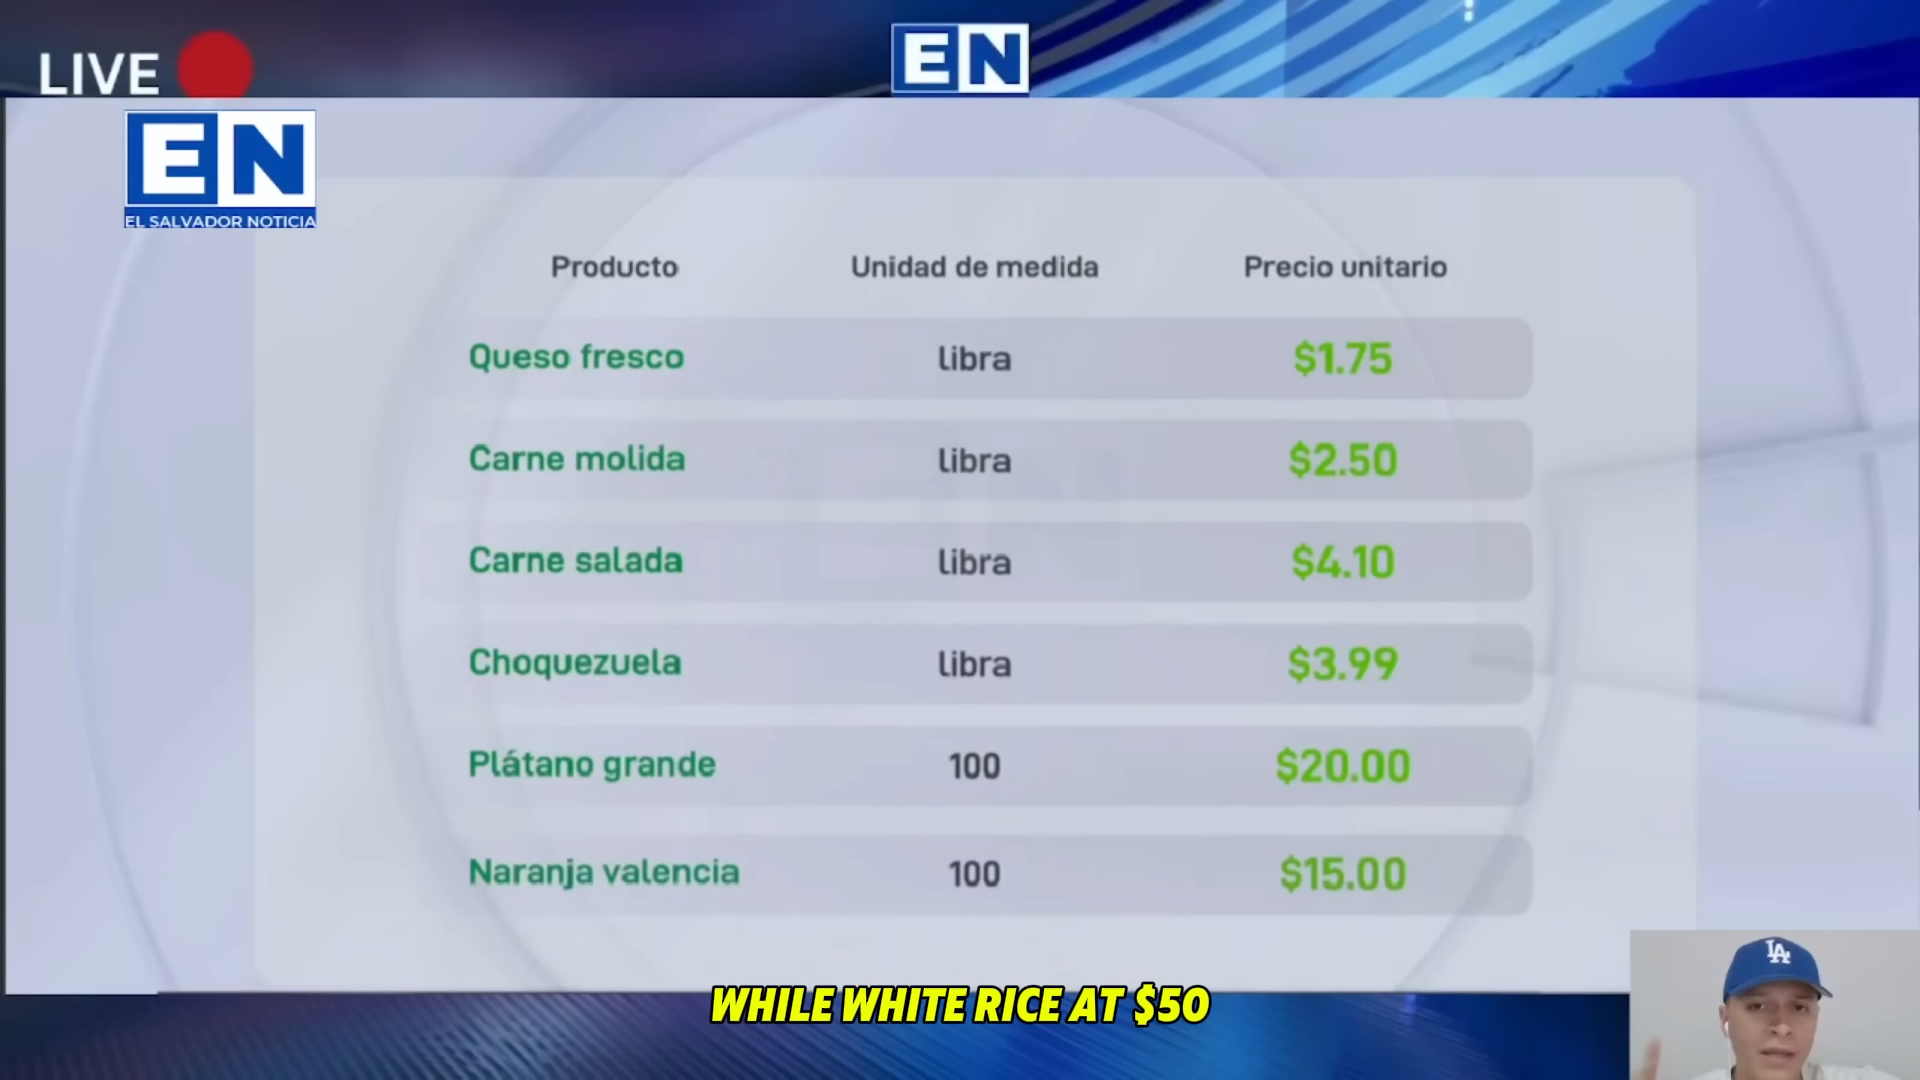 LIVE
EN
EN
EL SALVADOR NOTICIA
Producto Unidad de medida Precio unitario
Queso fresco libra $1.75
Carne molida libra $2.50
Carne salada libra $4.10
Choquezuela libra $3.99
Plátano grande 100 $20.00
Naranja valencia 100 $15.00
WHILE WHITE RICE AT $50
LA